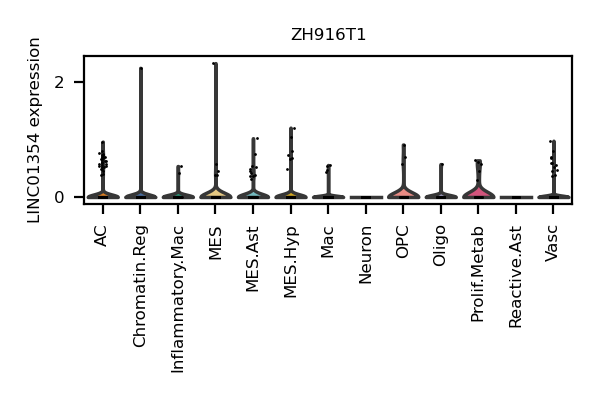 ZH916T1
LINC01354 expression
2
0
AC
Chromatin.Reg
Inflammatory.Mac
MES
MES.Ast
MES.Hyp
Mac
Neuron
OPC
Oligo
Prolif.Metab
Reactive.Ast
Vasc